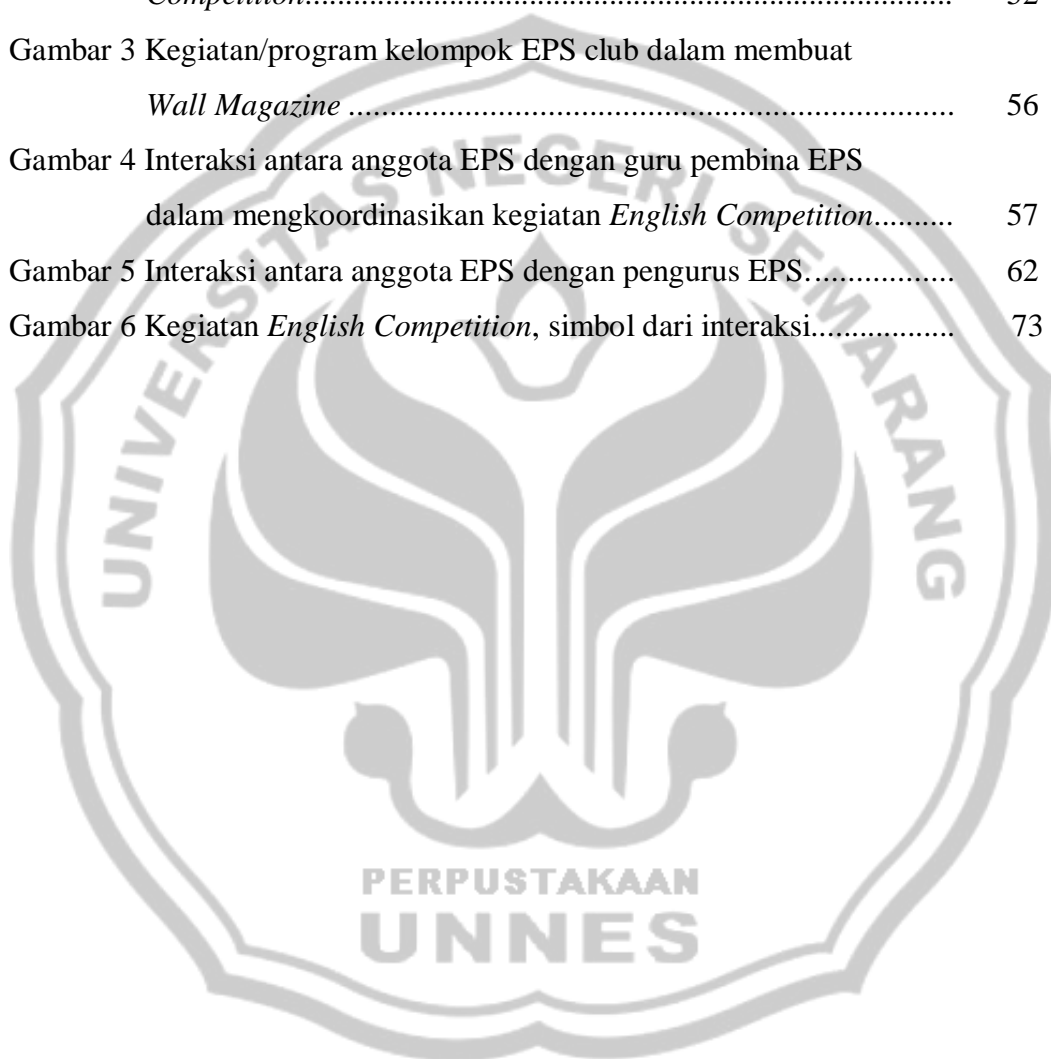 Competition
Gambar 3 Kegiatan/program kelompok EPS club dalam membuat
Wall Magazine ........................................................................ 56
Gambar 4 Interaksi antara anggota EPS dengan guru pembina EPS
dalam mengkoordinasikan kegiatan English Competition.......... 57
Gambar 5 Interaksi antara anggota EPS dengan pengurus EPS.................. 62
Gambar 6 Kegiatan English Competition, simbol dari interaksi................. 73
UNIVERSITAS NEGERI SEMARANG
PERPUSTAKAAN
UNNES